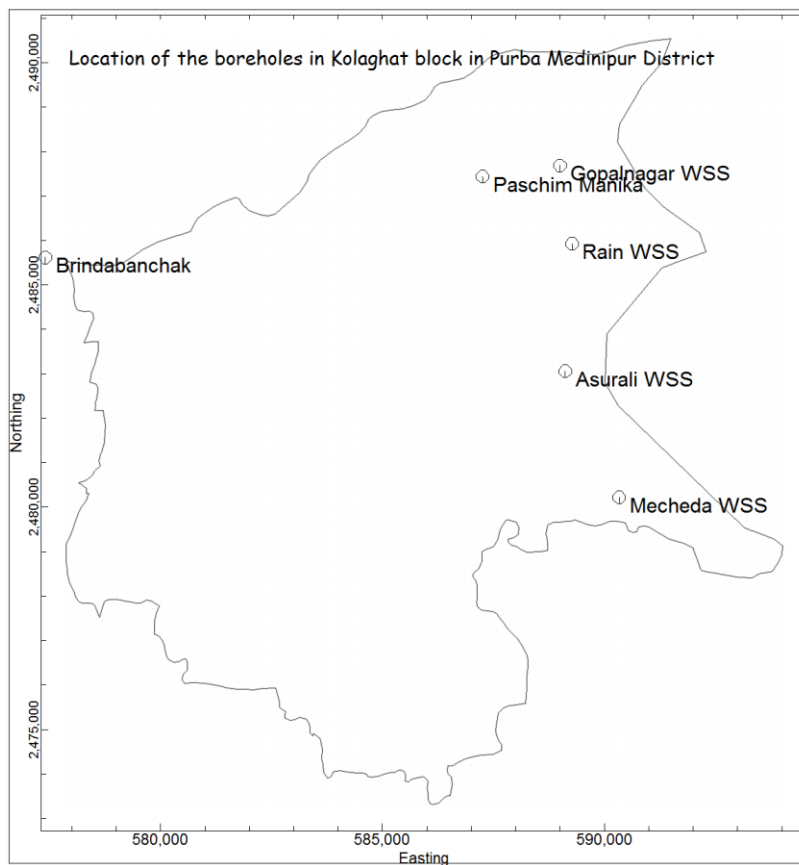 Location of the boreholes in Kolaghat block in Purba Medinipur District
2,490,000
Gopalnagar WSS
Paschim Manika
Rain WSS
Brindabanchak
2,485,000
Asurali WSS
Northing
Mecheda WSS
2,480,000
2,475,000
580,000 585,000 590,000
Easting